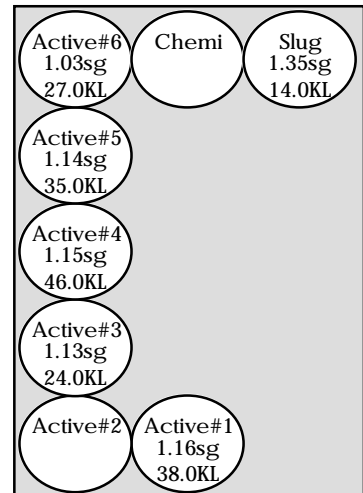 Active#6
1.03sg
27.0KL
Chemi
Slug
1.35sg
14.0KL
Active#5
1.14sg
35.0KL
Active#4
1.15sg
46.0KL
Active#3
1.13sg
24.0KL
Active#2
Active#1
1.16sg
38.0KL